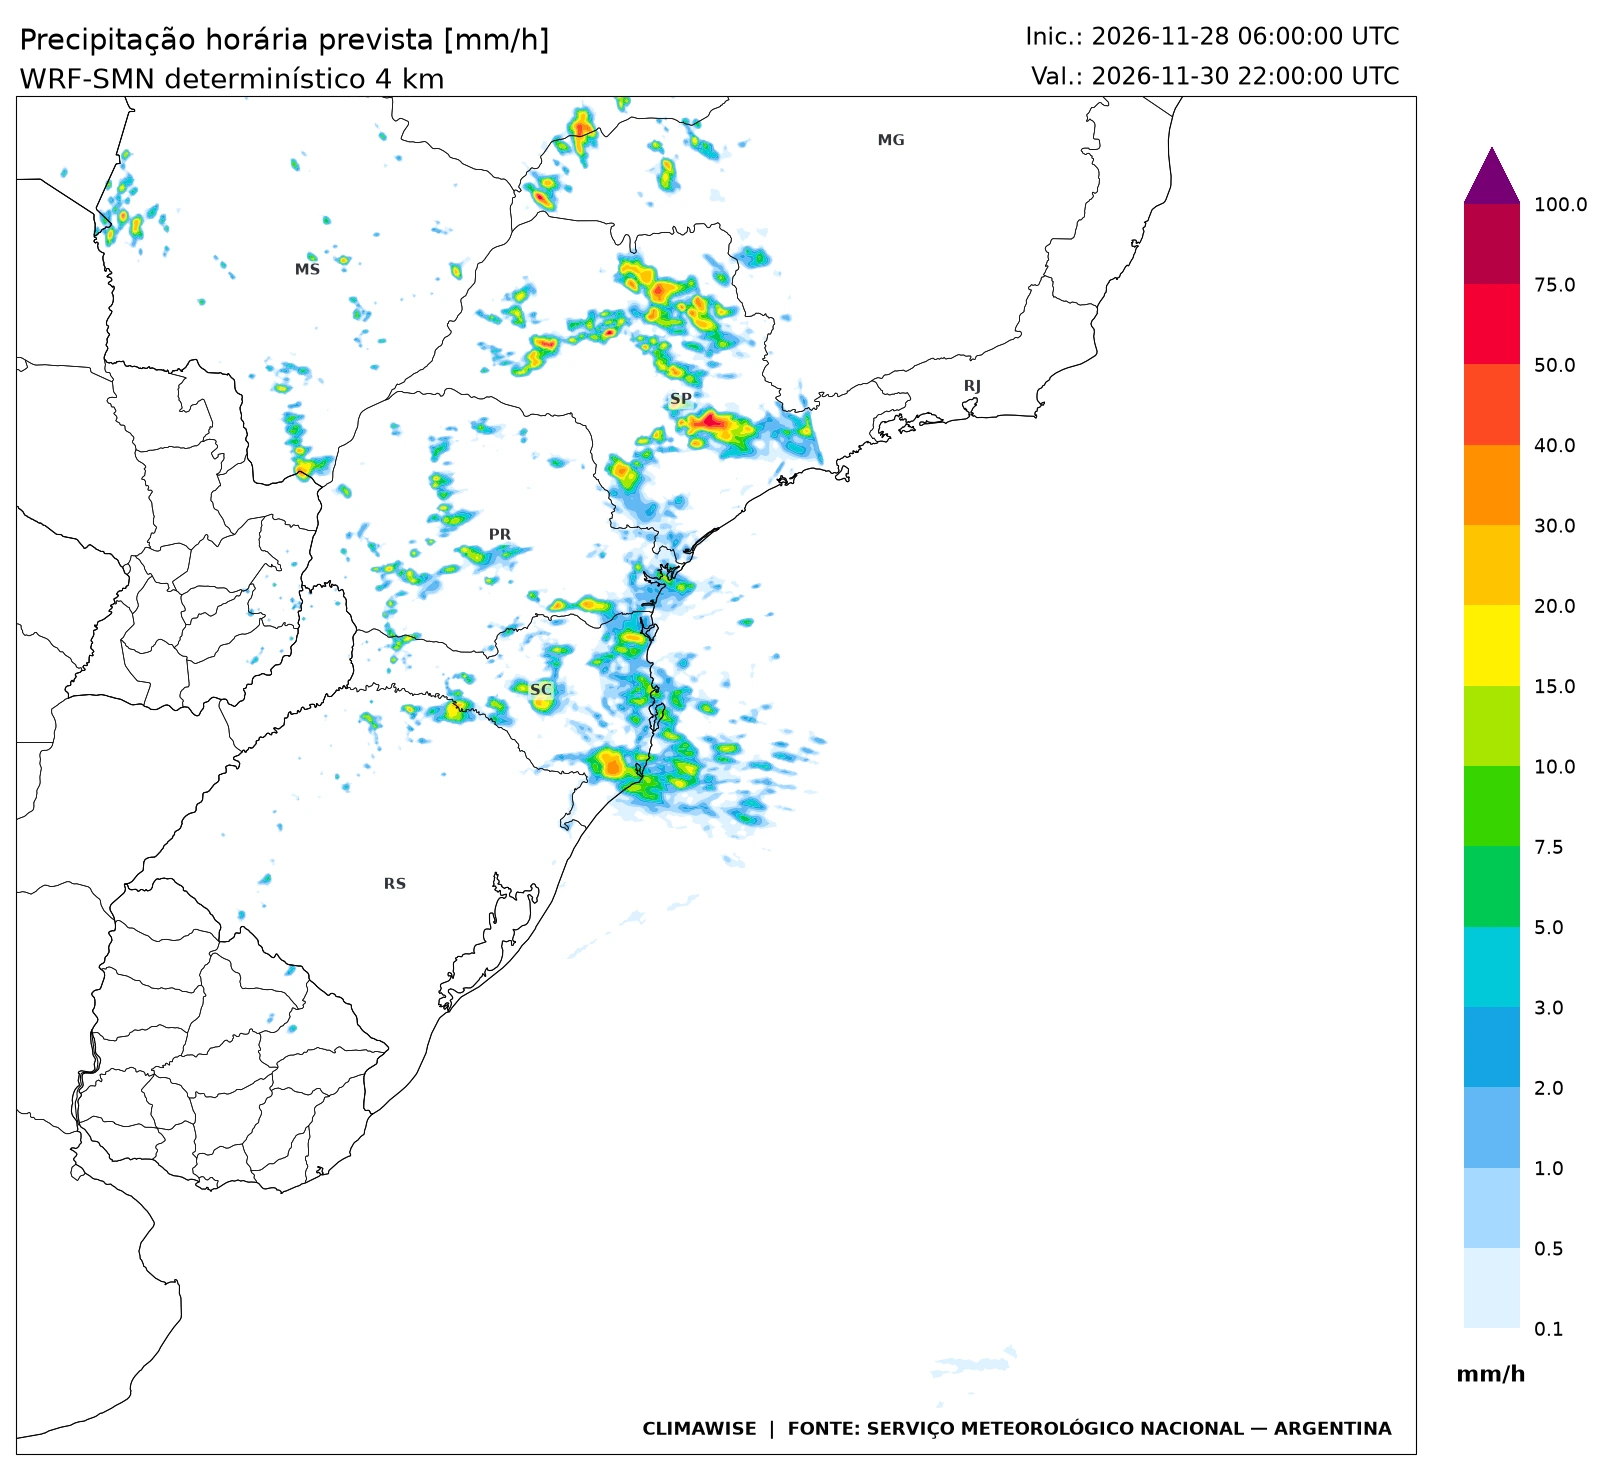 Precipitação horária prevista [mm/h]
WRF-SMN determinístico 4 km
Inic.: 2026-11-28 06:00:00 UTC
Val.: 2026-11-30 22:00:00 UTC
MG
MS
RJ
SP
PR
SC
RS
100.0
75.0
50.0
40.0
30.0
20.0
15.0
10.0
7.5
5.0
3.0
2.0
1.0
0.5
0.1
mm/h
CLIMAWISE | FONTE: SERVIÇO METEOROLÓGICO NACIONAL — ARGENTINA